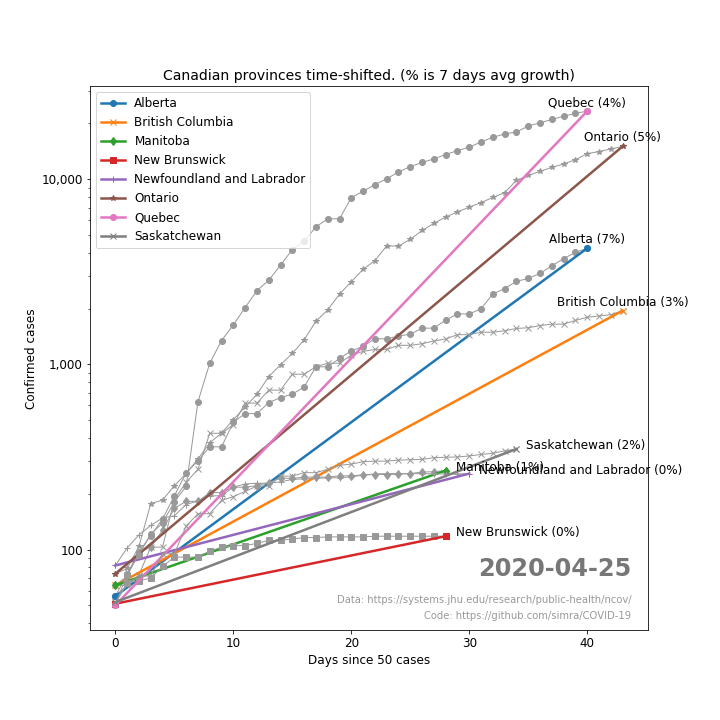 Canadian provinces time-shifted. (% is 7 days avg growth)
Alberta
British Columbia
Manitoba
New Brunswick
Newfoundland and Labrador
Ontario
Quebec
Saskatchewan
Quebec (4%)
Ontario (5%)
Alberta (7%)
British Columbia (3%)
Saskatchewan (2%)
Manitoba (1%)
Newfoundland and Labrador (0%)
New Brunswick (0%)
2020-04-25
Data: https://systems.jhu.edu/research/public-health/ncov/
Code: https://github.com/simra/COVID-19
10,000
1,000
100
Confirmed cases
0 10 20 30 40
Days since 50 cases